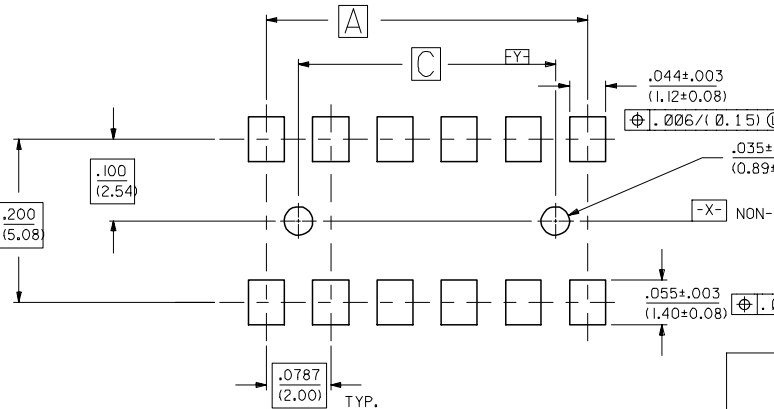 A
C
-Y-
.044±.003
(1.12±0.08)
⌖ .006/(0.15)
.100
(2.54)
.035±
(0.89±
.200
(5.08)
-X- NON-
.055±.003
(1.40±0.08)
⌖ .0
.0787
(2.00) TYP.